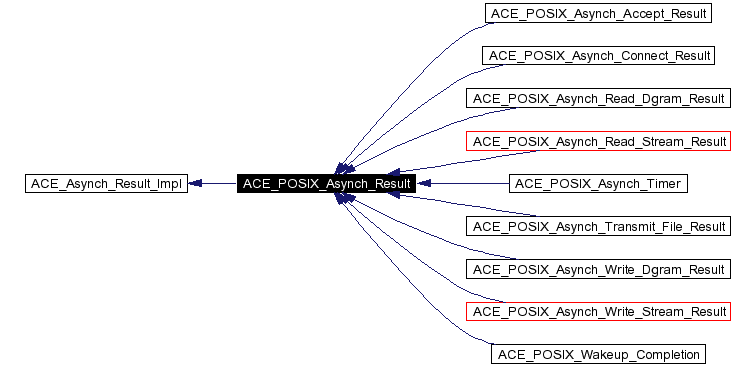 ACE_POSIX_Asynch_Accept_Result
ACE_POSIX_Asynch_Connect_Result
ACE_POSIX_Asynch_Read_Dgram_Result
ACE_POSIX_Asynch_Read_Stream_Result
ACE_Asynch_Result_Impl
ACE_POSIX_Asynch_Result
ACE_POSIX_Asynch_Timer
ACE_POSIX_Asynch_Transmit_File_Result
ACE_POSIX_Asynch_Write_Dgram_Result
ACE_POSIX_Asynch_Write_Stream_Result
ACE_POSIX_Wakeup_Completion